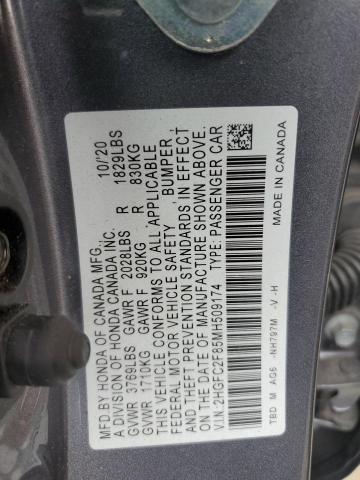 MFD.BY HONDA OF CANADA MFG. 10/'20
A DIVISION OF HONDA CANADA INC.
GVWR 3769LBS GAWR F 2028LBS R 1829LBS
GVWR 1710KG GAWR F 920KG R 830KG
THIS VEHICLE CONFORMS TO ALL APPLICABLE
FEDERAL MOTOR VEHICLE SAFETY, BUMPER,
AND THEFT PREVENTION STANDARDS IN EFFECT
ON THE DATE OF MANUFACTURE SHOWN ABOVE.
V.I.N: 2HGFC2F85MH509174 TYPE: PASSENGER CAR
MADE IN CANADA
TBD M AG6 -NH797M -V -H